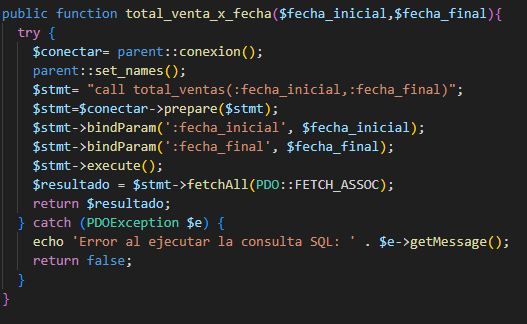 public function total_venta_x_fecha($fecha_inicial,$fecha_final){
  try {
    $conectar= parent::conexion();
    parent::set_names();
    $stmt= "call total_ventas(:fecha_inicial,:fecha_final)";
    $stmt=$conectar->prepare($stmt);
    $stmt->bindParam(':fecha_inicial', $fecha_inicial);
    $stmt->bindParam(':fecha_final', $fecha_final);
    $stmt->execute();
    $resultado = $stmt->fetchAll(PDO::FETCH_ASSOC);
    return $resultado;
  } catch (PDOException $e) {
    echo 'Error al ejecutar la consulta SQL: ' . $e->getMessage();
    return false;
  }
}